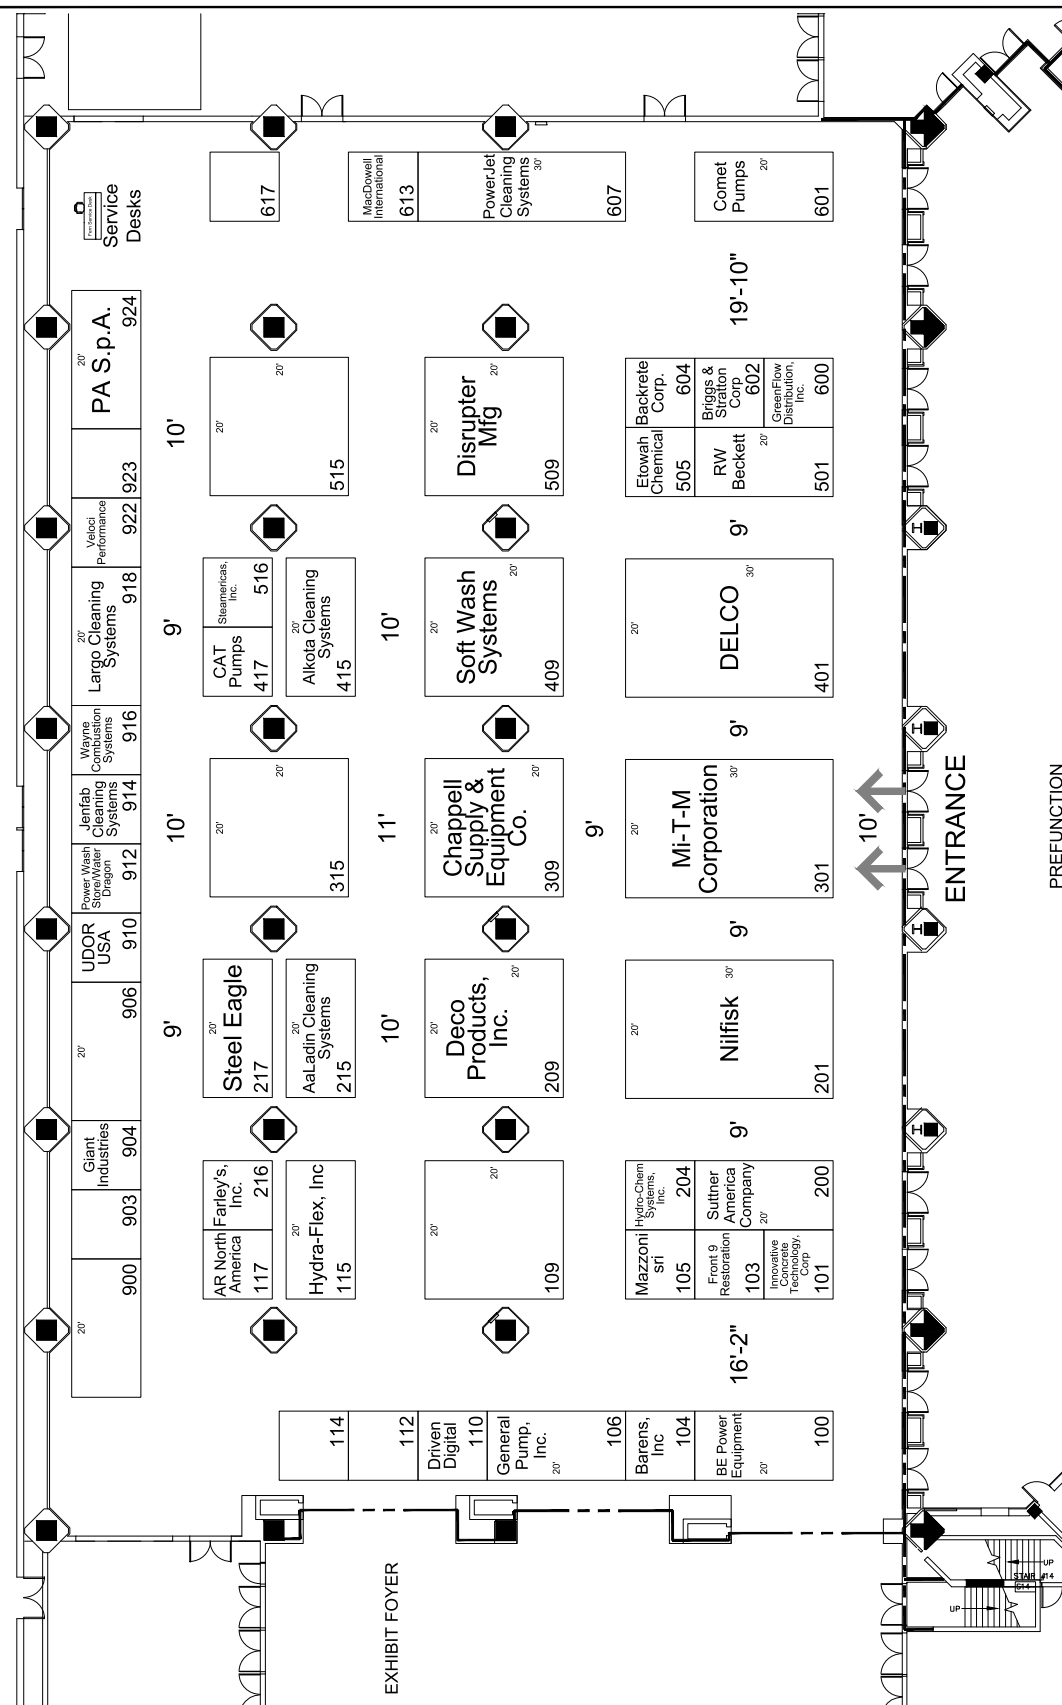 Service
Desks
Fern Service Desk
617
MacDowell
International
613
PowerJet
Cleaning
Systems
30'
607
Comet
Pumps
20'
601
19'-10"
PA S.p.A.
20'
924
923
Veloci
Performance
922
Largo Cleaning
Systems
20'
918
Wayne
Combustion
Systems
916
Jenfab
Cleaning
Systems
914
Power Wash
Store/Water
Dragon
912
UDOR
USA
910
20'
906
Giant
Industries
904
903
20'
900
10'
9'
10'
9'
20'
20'
515
Steamericas,
Inc.
516
CAT
Pumps
417
Alkota Cleaning
Systems
20'
415
20'
20'
315
Steel Eagle
20'
217
AaLadin Cleaning
Systems
20'
215
Farley's,
Inc.
216
AR North
America
117
Hydra-Flex, Inc
20'
115
10'
11'
10'
Disrupter
Mfg
20'
20'
509
Soft Wash
Systems
20'
20'
409
Chappell
Supply &
Equipment
Co.
20'
20'
309
Deco
Products,
Inc.
20'
20'
209
20'
20'
109
9'
Backrete
Corp.
604
Briggs &
Stratton
Corp
602
GreenFlow
Distribution,
Inc.
600
Etowah
Chemical
505
RW
Beckett
20'
501
9'
DELCO
20'
30'
401
9'
Mi-T-M
Corporation
20'
30'
301
9'
Nilfisk
20'
30'
201
9'
Hydro-Chem
Systems,
Inc.
204
Suttner
America
Company
20'
200
Mazzoni
srl
105
Front 9
Restoration
103
Innovative
Concrete
Technology,
Corp
101
16'-2"
114
112
Driven
Digital
110
General
Pump,
Inc.
20'
106
Barens,
Inc
104
BE Power
Equipment
20'
100
10'
ENTRANCE
PREFUNCTION
EXHIBIT FOYER
H
H
H
H
UP
STAIR #14
S14
UP